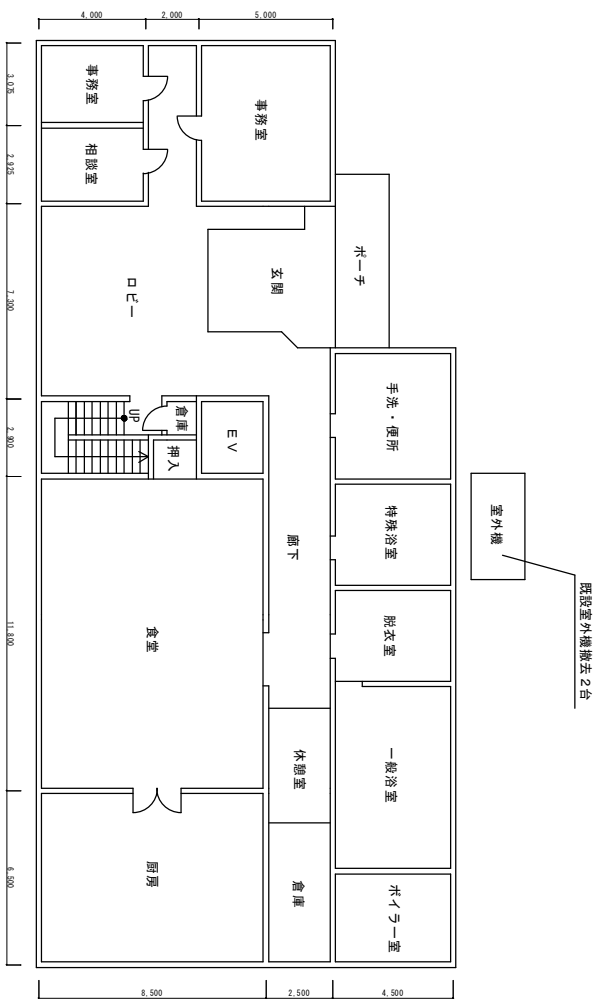 4,000
2,000
5,000
3,075
2,925
7,300
2,900
11,800
6,500
8,500
2,500
4,500
事務室
事務室
相談室
ポーチ
玄関
ロビー
手洗・便所
倉庫
UP
EV
押入
特殊浴室
室外機
既設室外機撤去2台
廊下
脱衣室
食堂
休憩室
一般浴室
厨房
倉庫
ボイラー室